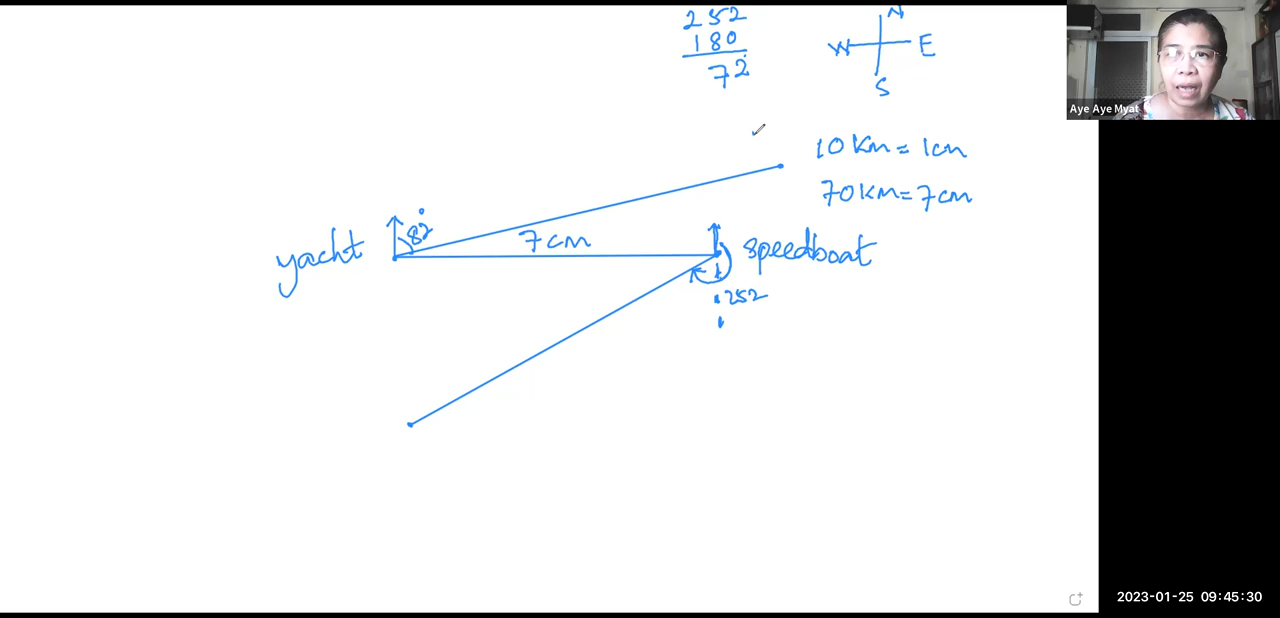 252
180
72°
N
W E
S
Aye Aye Myat
10 Km = 1cm
70 Km = 7cm
82°
yacht
7cm
speedboat
252
2023-01-25 09:45:30